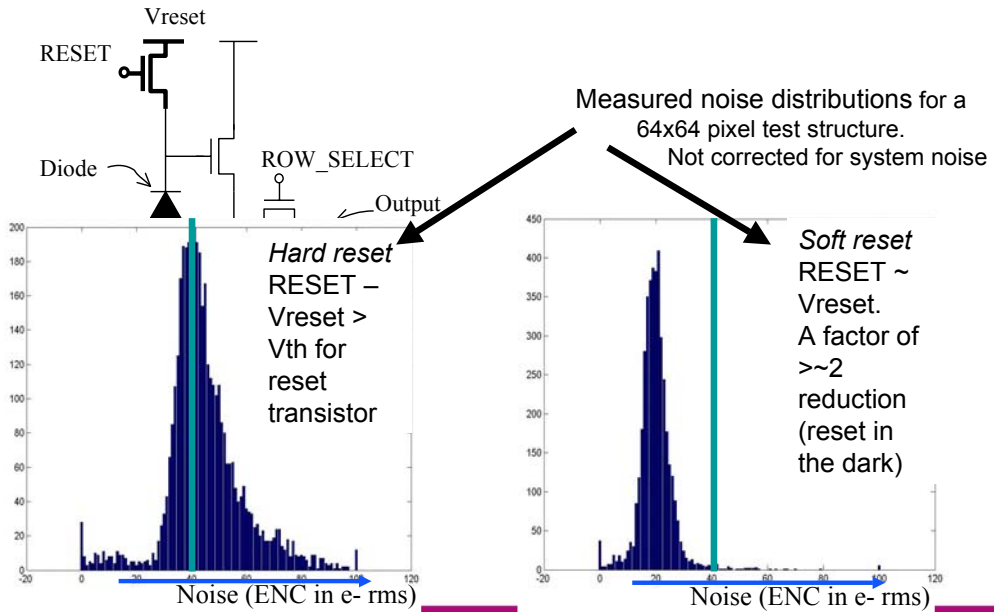 Vreset
RESET
Measured noise distributions for a
64x64 pixel test structure.
Not corrected for system noise
Diode
ROW_SELECT
Output
Hard reset
RESET –
Vreset >
Vth for
reset
transistor
200
180
160
140
120
100
80
60
40
20
0
-20
0
20
40
60
80
100
120
Noise (ENC in e- rms)
Soft reset
RESET ~
Vreset.
A factor of
>~2
reduction
(reset in
the dark)
450
400
350
300
250
200
150
100
50
0
-20
0
20
40
60
80
100
120
Noise (ENC in e- rms)